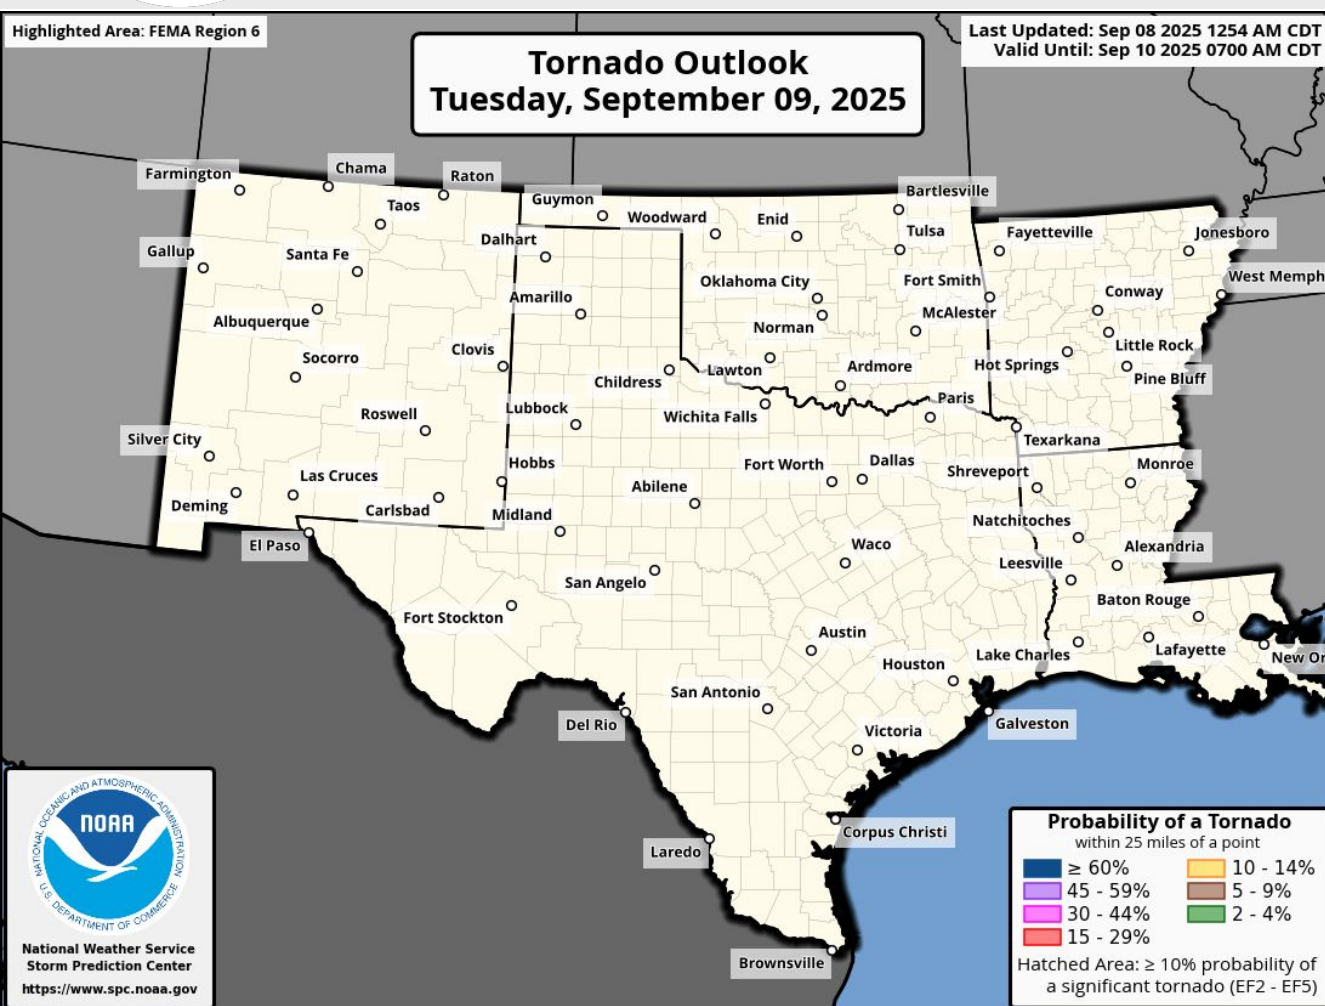 Highlighted Area: FEMA Region 6
Last Updated: Sep 08 2025 1254 AM CDT
Valid Until: Sep 10 2025 0700 AM CDT
Tornado Outlook
Tuesday, September 09, 2025
Farmington
Chama
Raton
Taos
Guymon
Woodward
Enid
Bartlesville
Tulsa
Fayetteville
Jonesboro
Gallup
Santa Fe
Dalhart
Oklahoma City
Fort Smith
West Memph
Amarillo
Conway
Albuquerque
Norman
McAlester
Little Rock
Socorro
Clovis
Childress
Lawton
Ardmore
Hot Springs
Pine Bluff
Roswell
Lubbock
Wichita Falls
Paris
Texarkana
Silver City
Las Cruces
Hobbs
Fort Worth
Dallas
Shreveport
Monroe
Deming
Carlsbad
Midland
Abilene
Natchitoches
El Paso
Waco
Leesville
Alexandria
San Angelo
Baton Rouge
Fort Stockton
Austin
Houston
Lake Charles
Lafayette
New Or
San Antonio
Del Rio
Victoria
Galveston
Laredo
Corpus Christi
Brownsville
NATIONAL OCEANIC AND ATMOSPHERIC ADMINISTRATION
NOAA
U.S. DEPARTMENT OF COMMERCE
National Weather Service
Storm Prediction Center
https://www.spc.noaa.gov
Probability of a Tornado
within 25 miles of a point
≥ 60%
45 - 59%
30 - 44%
15 - 29%
10 - 14%
5 - 9%
2 - 4%
Hatched Area: ≥ 10% probability of
a significant tornado (EF2 - EF5)